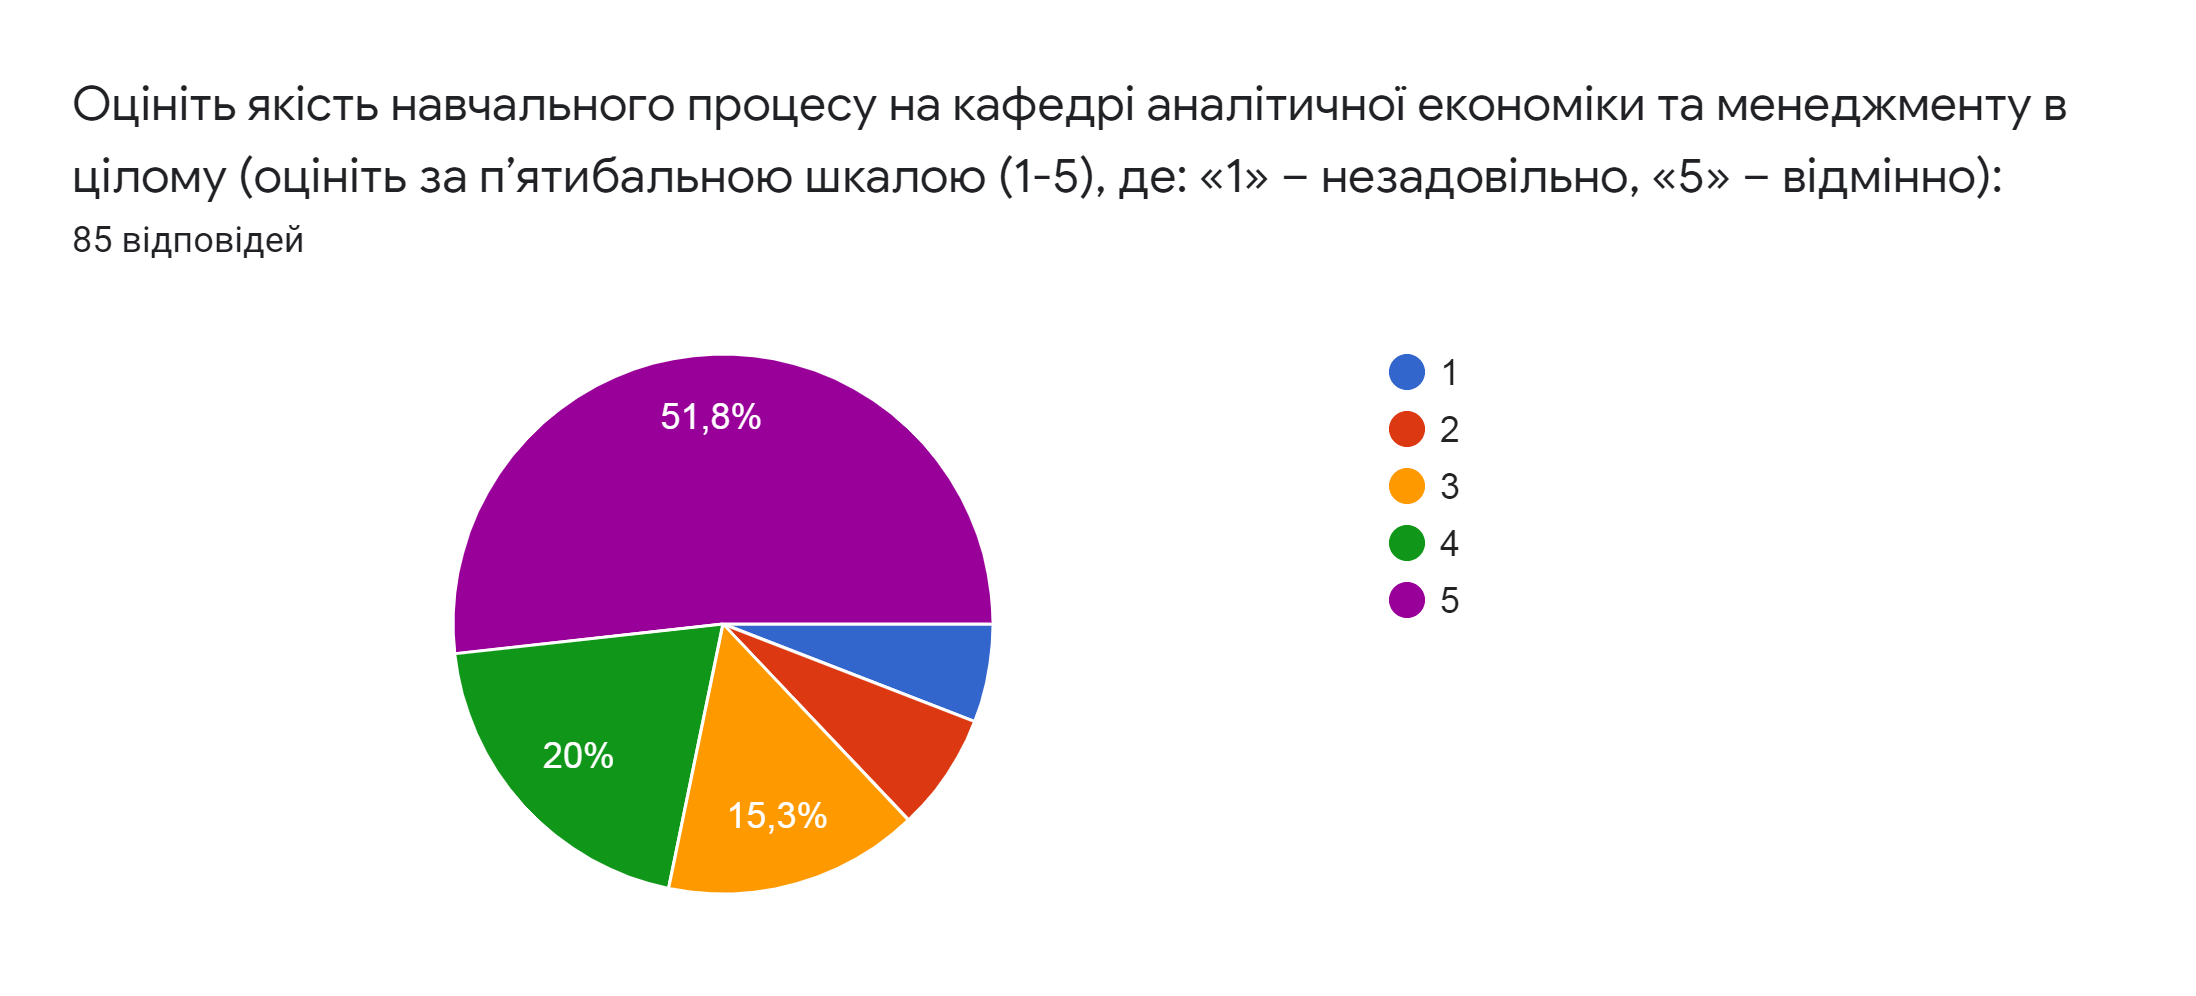 Оцініть якість навчального процесу на кафедрі аналітичної економіки та менеджменту в
цілому (оцініть за п’ятибальною шкалою (1-5), де: «1» – незадовільно, «5» – відмінно):
85 відповідей
51,8%
20%
15,3%
1
2
3
4
5